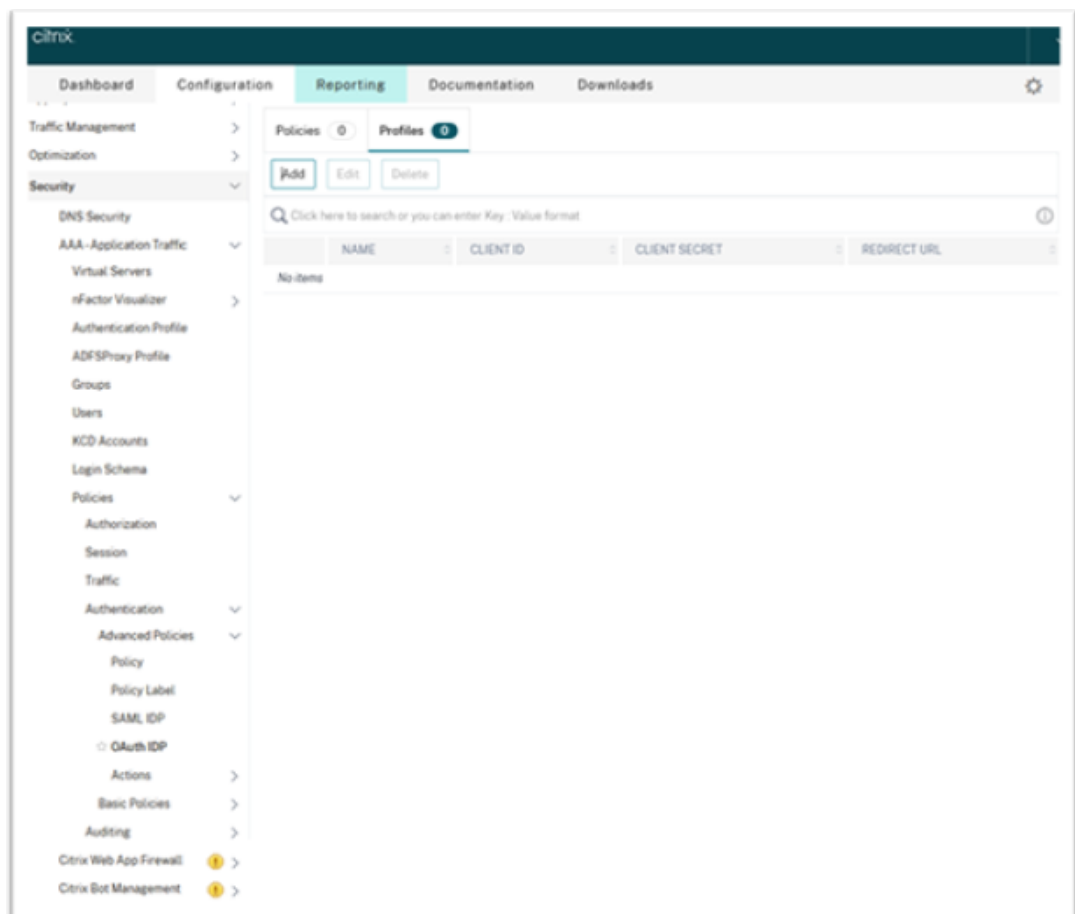 citrix
Dashboard Configuration Reporting Documentation Downloads
Traffic Management
Optimization
Security
DNS Security
AAA - Application Traffic
Virtual Servers
nFactor Visualizer
Authentication Profile
ADFSProxy Profile
Groups
Users
KCD Accounts
Login Schema
Policies
Authorization
Session
Traffic
Authentication
Advanced Policies
Policy
Policy Label
SAML IDP
OAuth IDP
Actions
Basic Policies
Auditing
Citrix Web App Firewall
Citrix Bot Management
Policies 0 Profiles 0
Add Edit Delete
Click here to search or you can enter Key : Value format
NAME CLIENT ID CLIENT SECRET REDIRECT URL
No items